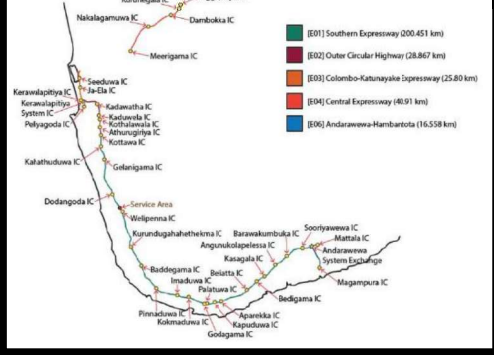 Dambokka IC
Nakalagamuwa IC
Meerigama IC
[E01] Southern Expressway (200.451 km)
[E02] Outer Circular Highway (28.867 km)
[E03] Colombo-Katunayake Expressway (25.80 km)
[E04] Central Expressway (40.91 km)
[E06] Andarawewa-Hambantota (16.558 km)
Seeduwa IC
Ja-Ela IC
Kerawalapitiya IC
Kerawalapitiya
System IC
Peliyagoda IC
Kadawatha IC
Kaduwela IC
Kothalawala IC
Athurugiriya IC
Kottawa IC
Kahathuduwa IC
Gelanigama IC
Dodangoda IC
Service Area
Welipenna IC
Kurundugahahethekma IC
Baddegama IC
Pinnaduwa IC
Imaduwa IC
Kokmaduwa IC
Godagama IC
Palatuwa IC
Kapuduwa IC
Aparekka IC
Beliatta IC
Bedigama IC
Kasagala IC
Angunukolapelessa IC
Barawakumbuka IC
Sooriyawewa IC
Mattala IC
Andarawewa
System Exchange
Magampura IC